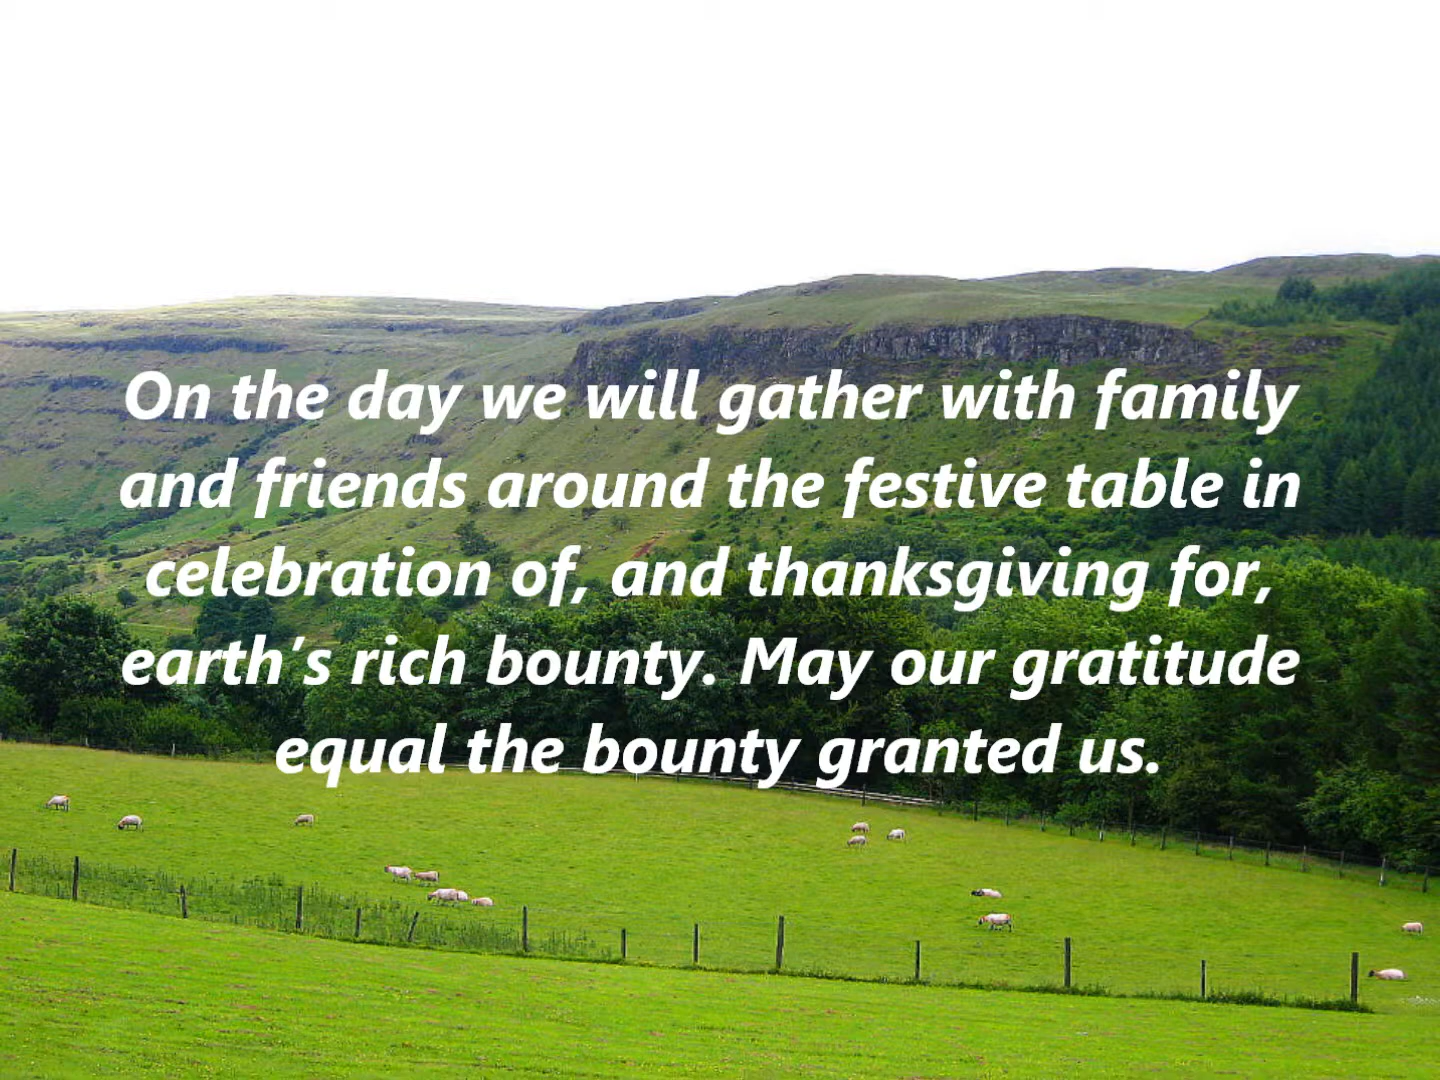 On the day we will gather with family
and friends around the festive table in
celebration of, and thanksgiving for,
earth's rich bounty. May our gratitude
equal the bounty granted us.